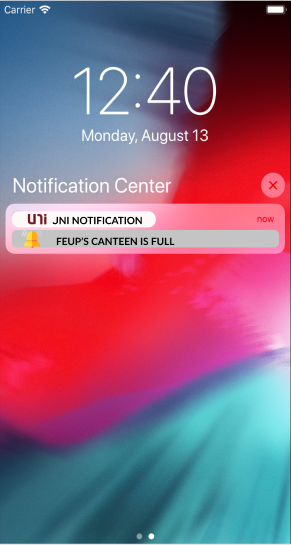 Carrier
12:40
Monday, August 13
Notification Center
uni JNI NOTIFICATION now
FEUP'S CANTEEN IS FULL